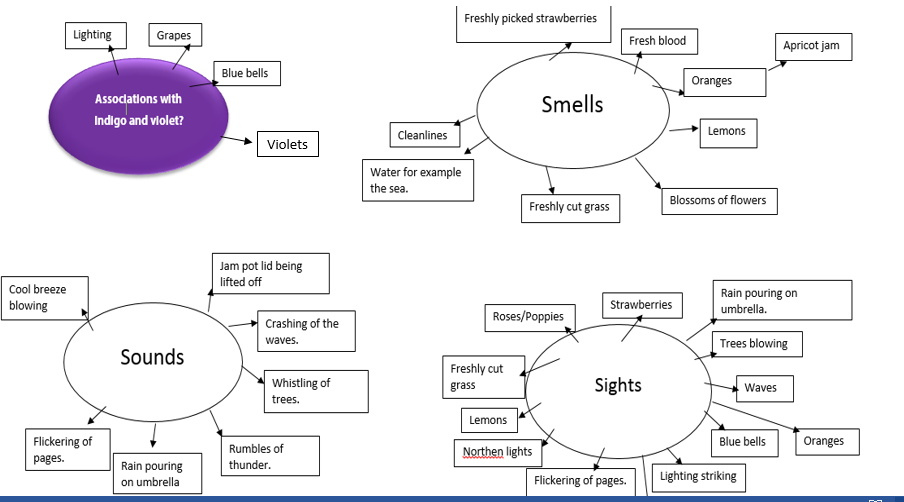 Lighting
Grapes
Blue bells
Associations with
Indigo and violet?
Violets
Freshly picked strawberries
Fresh blood
Apricot jam
Oranges
Smells
Lemons
Cleanlines
Water for example
the sea.
Freshly cut grass
Blossoms of flowers
Cool breeze
blowing
Jam pot lid being
lifted off
Crashing of the
waves.
Sounds
Whistling of
trees.
Flickering of
pages.
Rain pouring
on umbrella
Rumbles of
thunder.
Roses/Poppies
Strawberries
Rain pouring on
umbrella.
Trees blowing
Freshly cut
grass
Sights
Waves
Lemons
Northen lights
Blue bells
Oranges
Flickering of pages.
Lighting striking